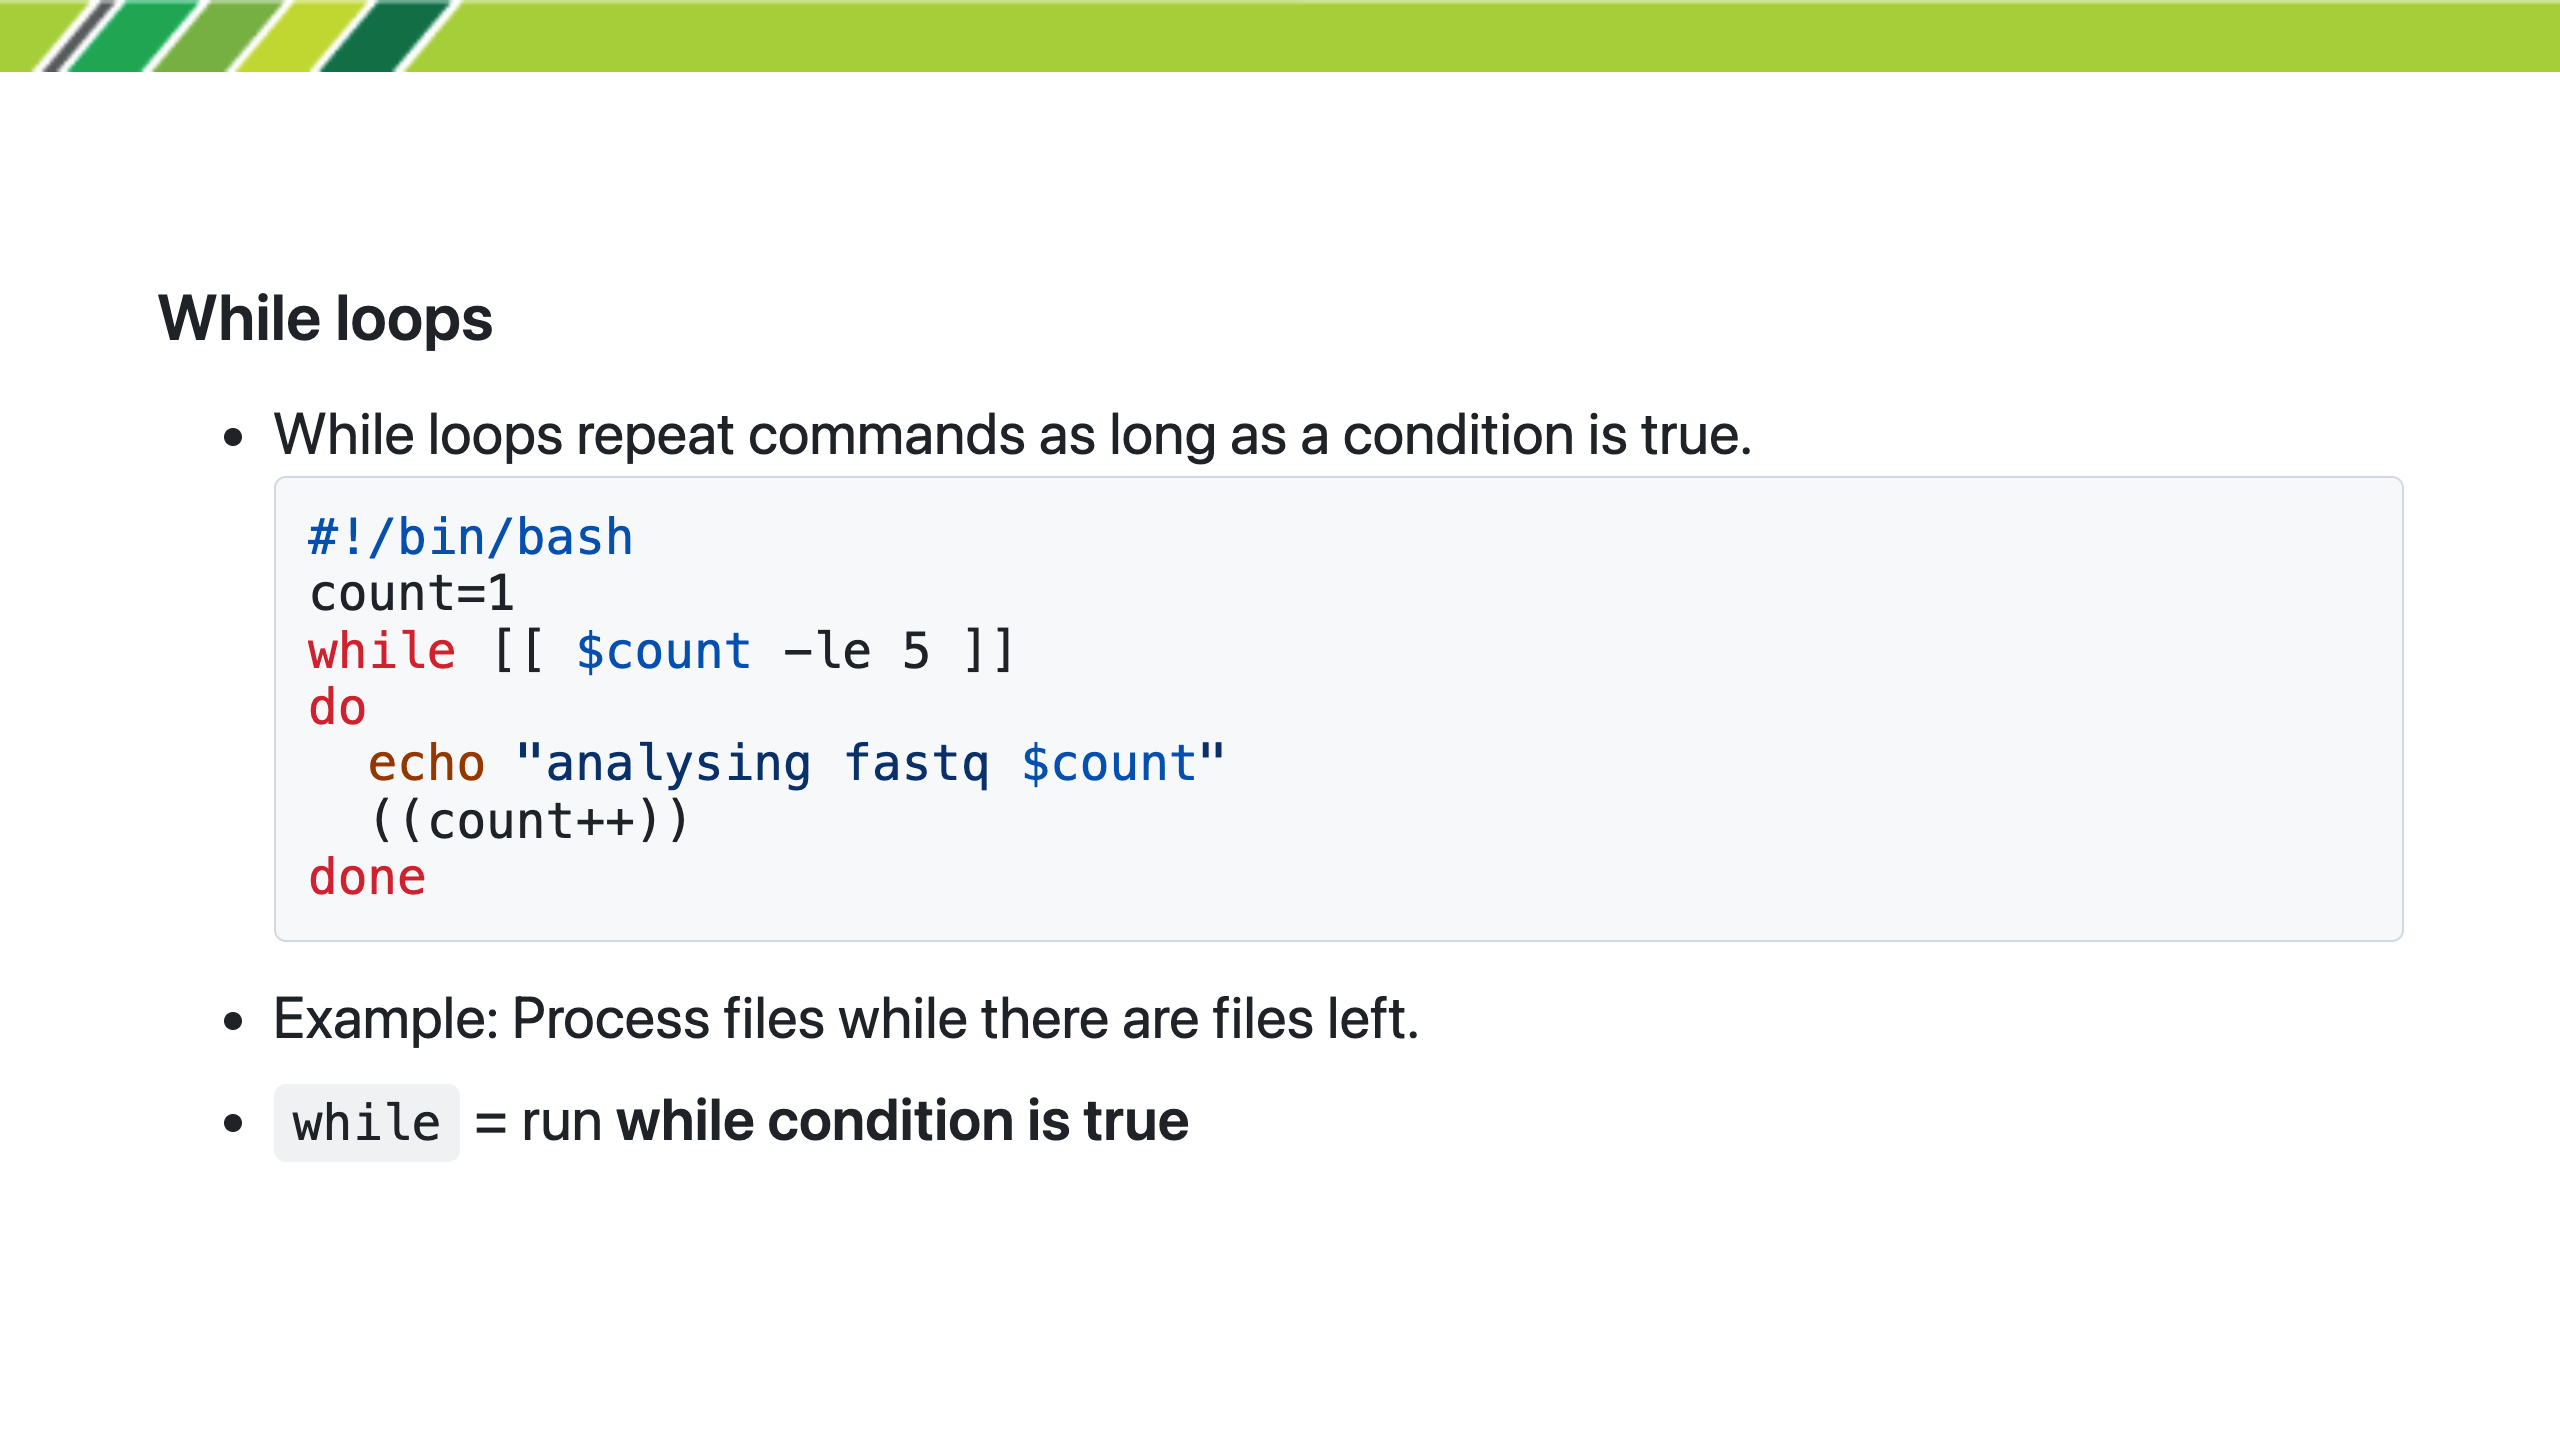 While loops
• While loops repeat commands as long as a condition is true.
#!/bin/bash
count=1
while [[ $count -le 5 ]]
do
  echo "analysing fastq $count"
  ((count++))
done
• Example: Process files while there are files left.
• while = run while condition is true